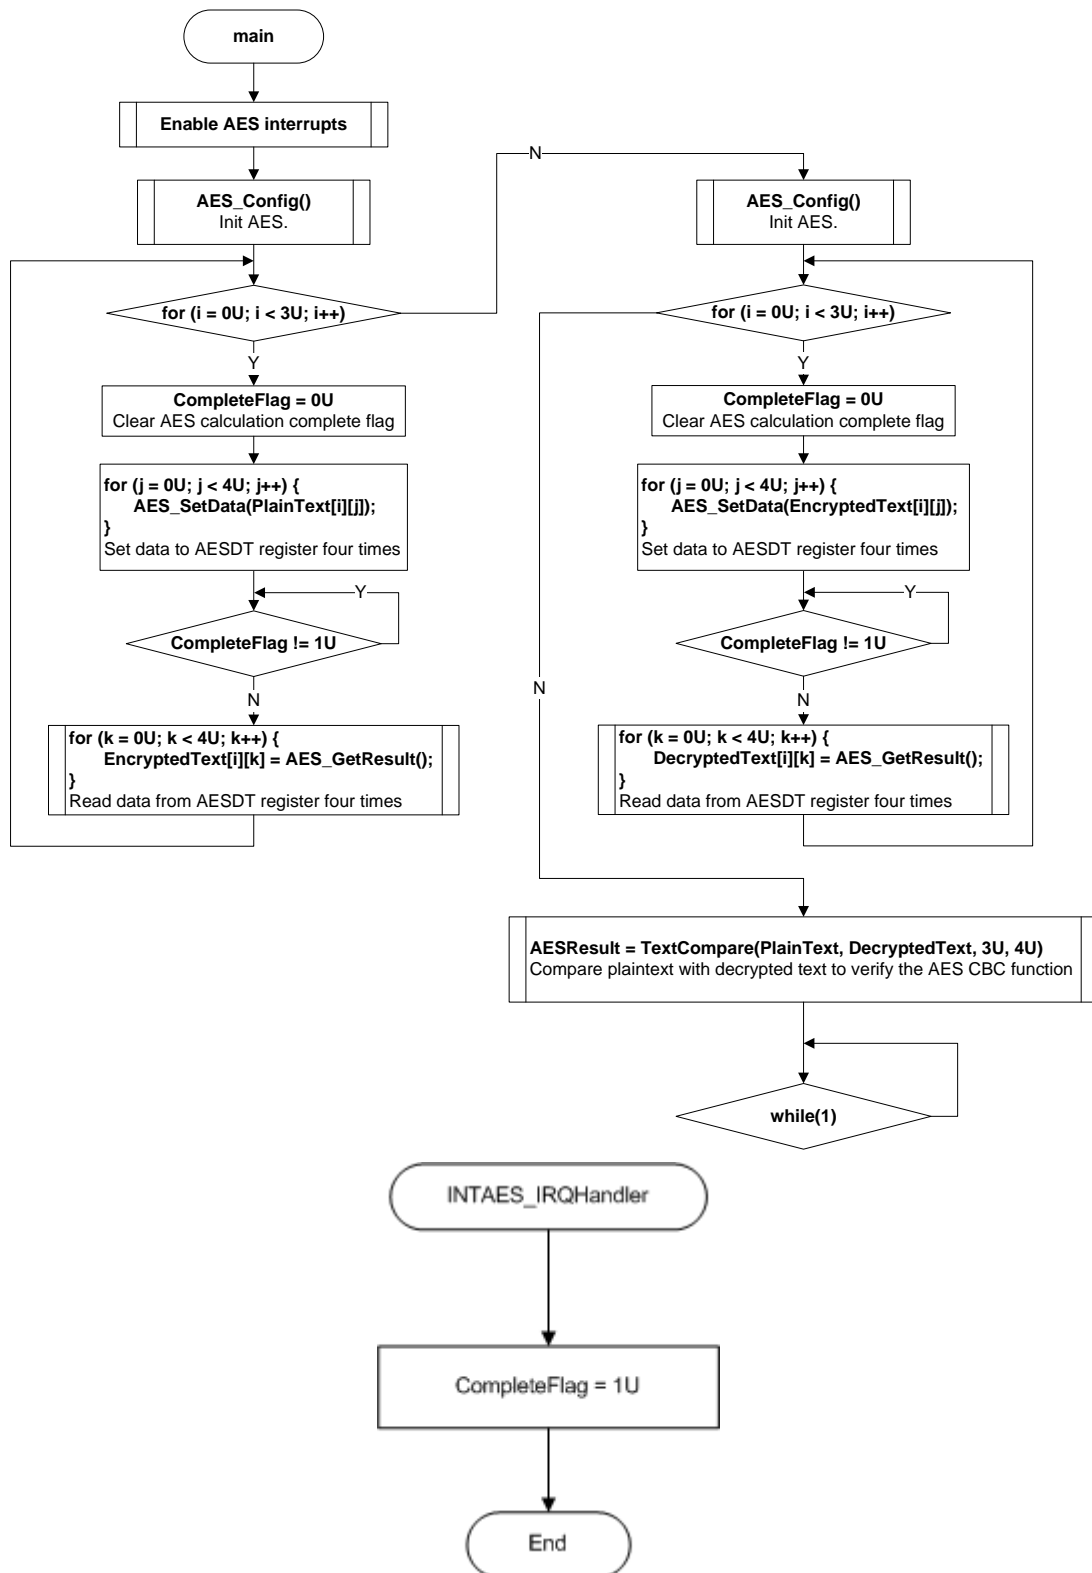 main
Enable AES interrupts
AES_Config()
Init AES.
for (i = 0U; i < 3U; i++)
Y
CompleteFlag = 0U
Clear AES calculation complete flag
for (j = 0U; j < 4U; j++) {
AES_SetData(PlainText[i][j]);
}
Set data to AESDT register four times
Y
CompleteFlag != 1U
N
for (k = 0U; k < 4U; k++) {
EncryptedText[i][k] = AES_GetResult();
}
Read data from AESDT register four times
N
AES_Config()
Init AES.
for (i = 0U; i < 3U; i++)
Y
CompleteFlag = 0U
Clear AES calculation complete flag
for (j = 0U; j < 4U; j++) {
AES_SetData(EncryptedText[i][j]);
}
Set data to AESDT register four times
Y
CompleteFlag != 1U
N
N
for (k = 0U; k < 4U; k++) {
DecryptedText[i][k] = AES_GetResult();
}
Read data from AESDT register four times
AESResult = TextCompare(PlainText, DecryptedText, 3U, 4U)
Compare plaintext with decrypted text to verify the AES CBC function
while(1)
INTAES_IRQHandler
CompleteFlag = 1U
End